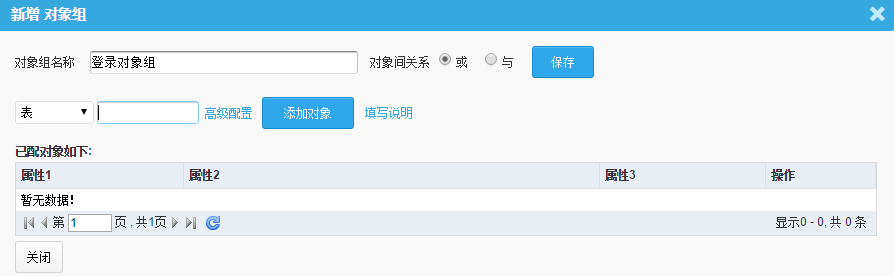 新增 对象组
对象组名称 登录对象组 对象间关系 或 与 保存
表 高级配置 添加对象 填写说明
已配对象如下:
属性1 属性2 属性3 操作
暂无数据!
第 1 页 , 共1页 显示0 - 0, 共 0 条
关闭